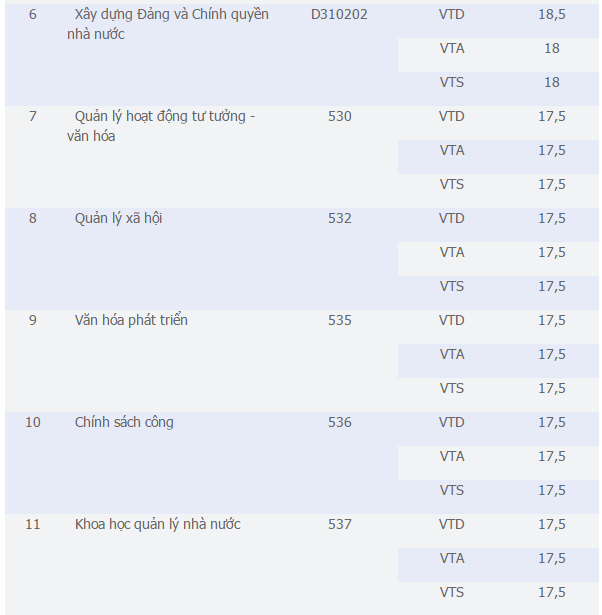 6 Xây dựng Đảng và Chính quyền D310202 VTD 18,5
nhà nước
VTA 18
VTS 18
7 Quản lý hoạt động tư tưởng - 530 VTD 17,5
văn hóa
VTA 17,5
VTS 17,5
8 Quản lý xã hội 532 VTD 17,5
VTA 17,5
VTS 17,5
9 Văn hóa phát triển 535 VTD 17,5
VTA 17,5
VTS 17,5
10 Chính sách công 536 VTD 17,5
VTA 17,5
VTS 17,5
11 Khoa học quản lý nhà nước 537 VTD 17,5
VTA 17,5
VTS 17,5